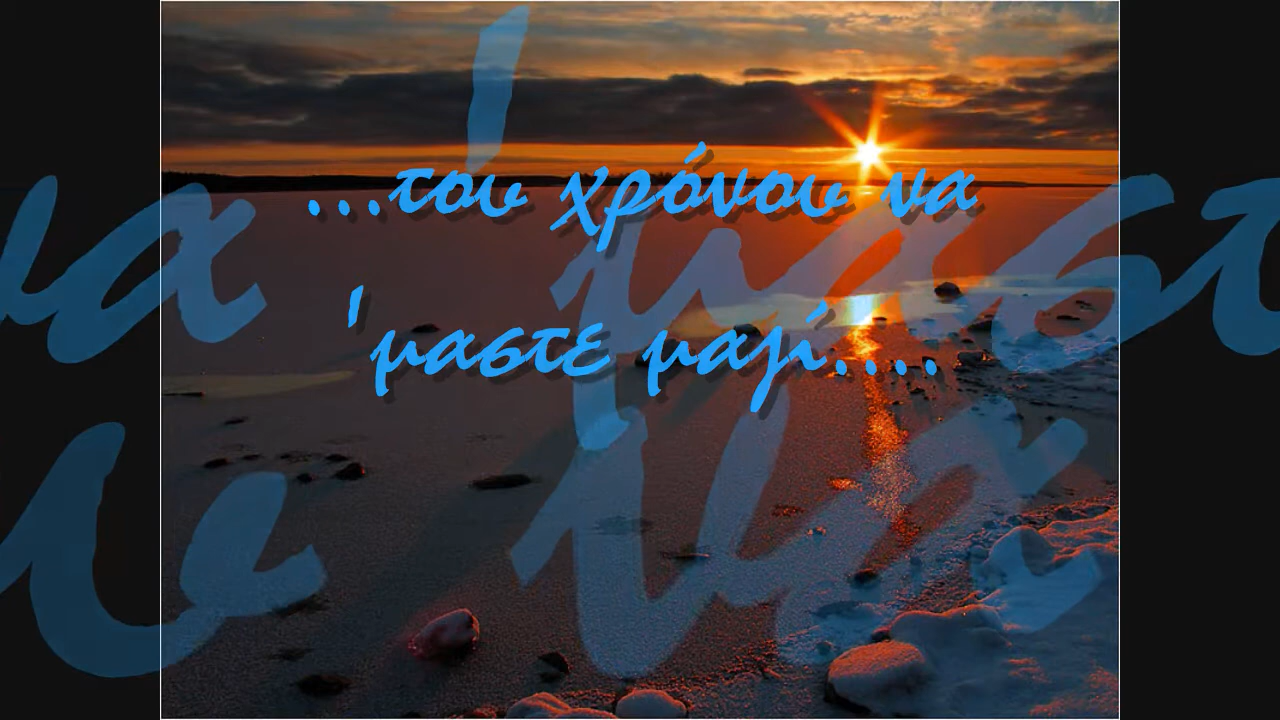 ...του χρόνου να
'μαστε μαζί....